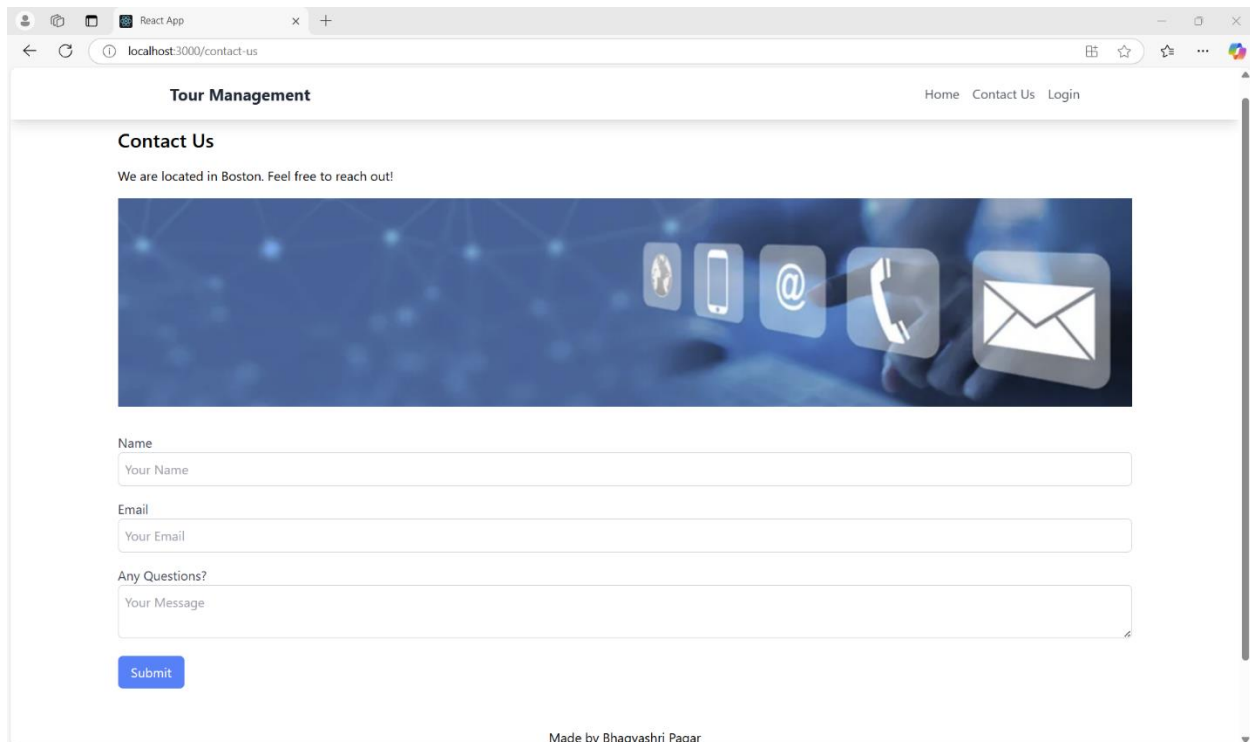 React App
localhost:3000/contact-us
Tour Management
Home Contact Us Login
Contact Us
We are located in Boston. Feel free to reach out!
@
Name
Your Name
Email
Your Email
Any Questions?
Your Message
Submit
Made by Bhagyashri Pagar